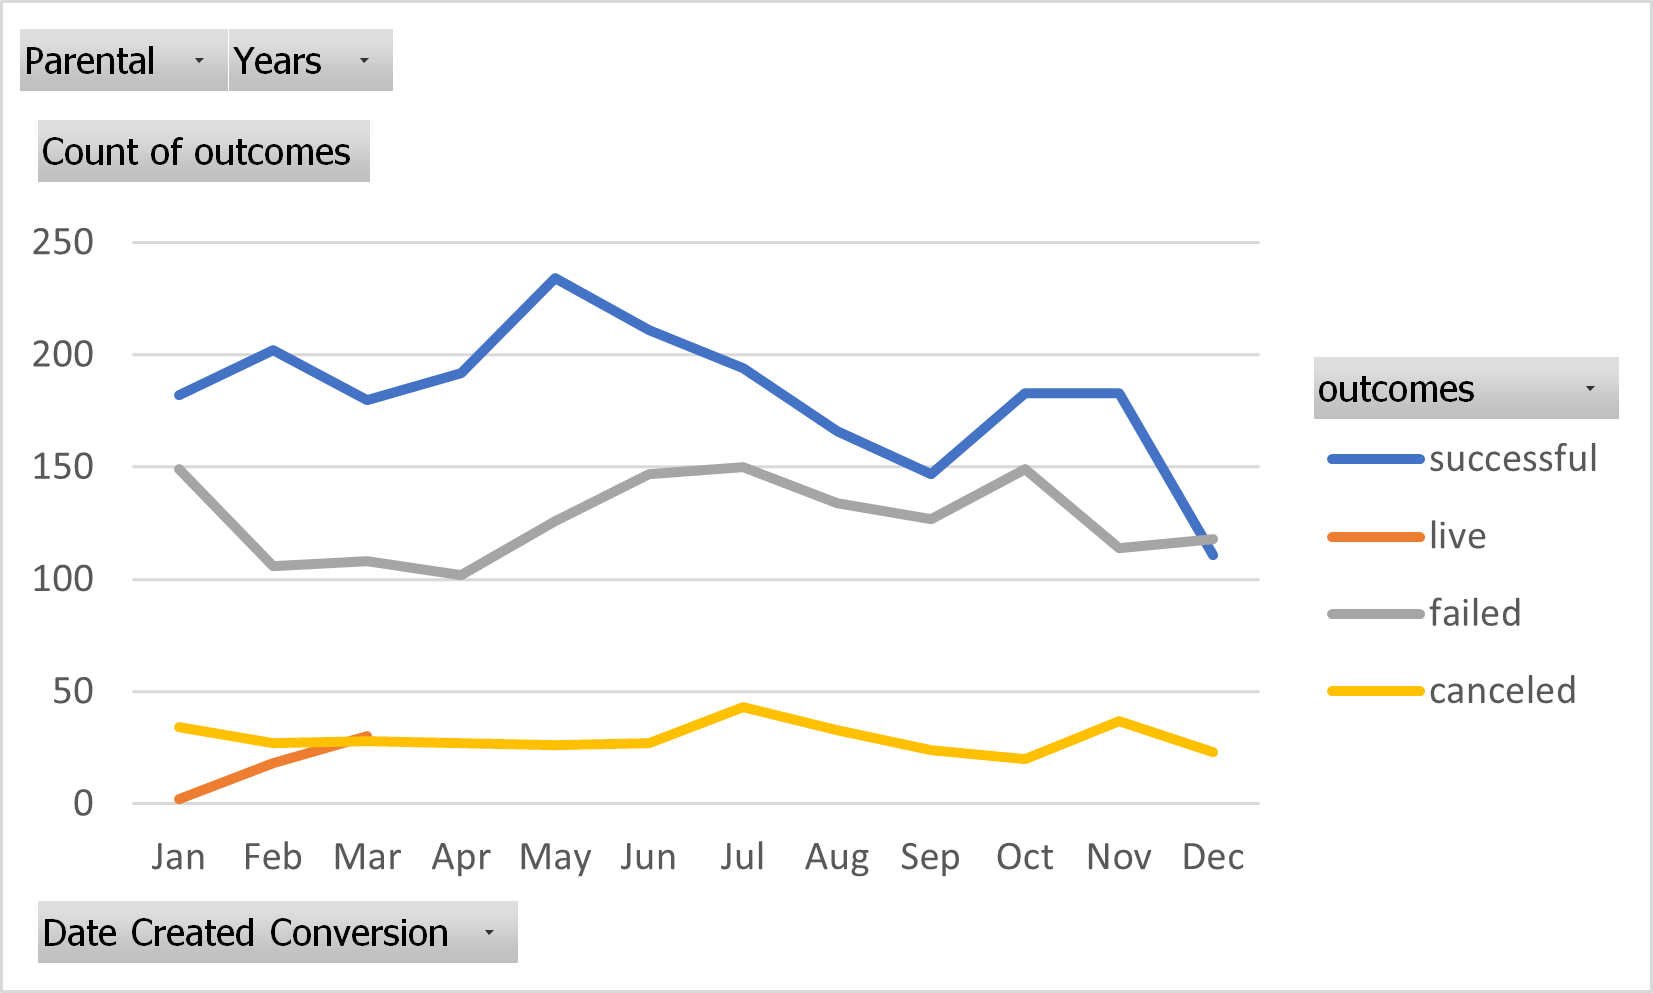 Parental Years
Count of outcomes
250
200
150
100
50
0
Jan Feb Mar Apr May Jun Jul Aug Sep Oct Nov Dec
Date Created Conversion
outcomes
successful
live
failed
canceled